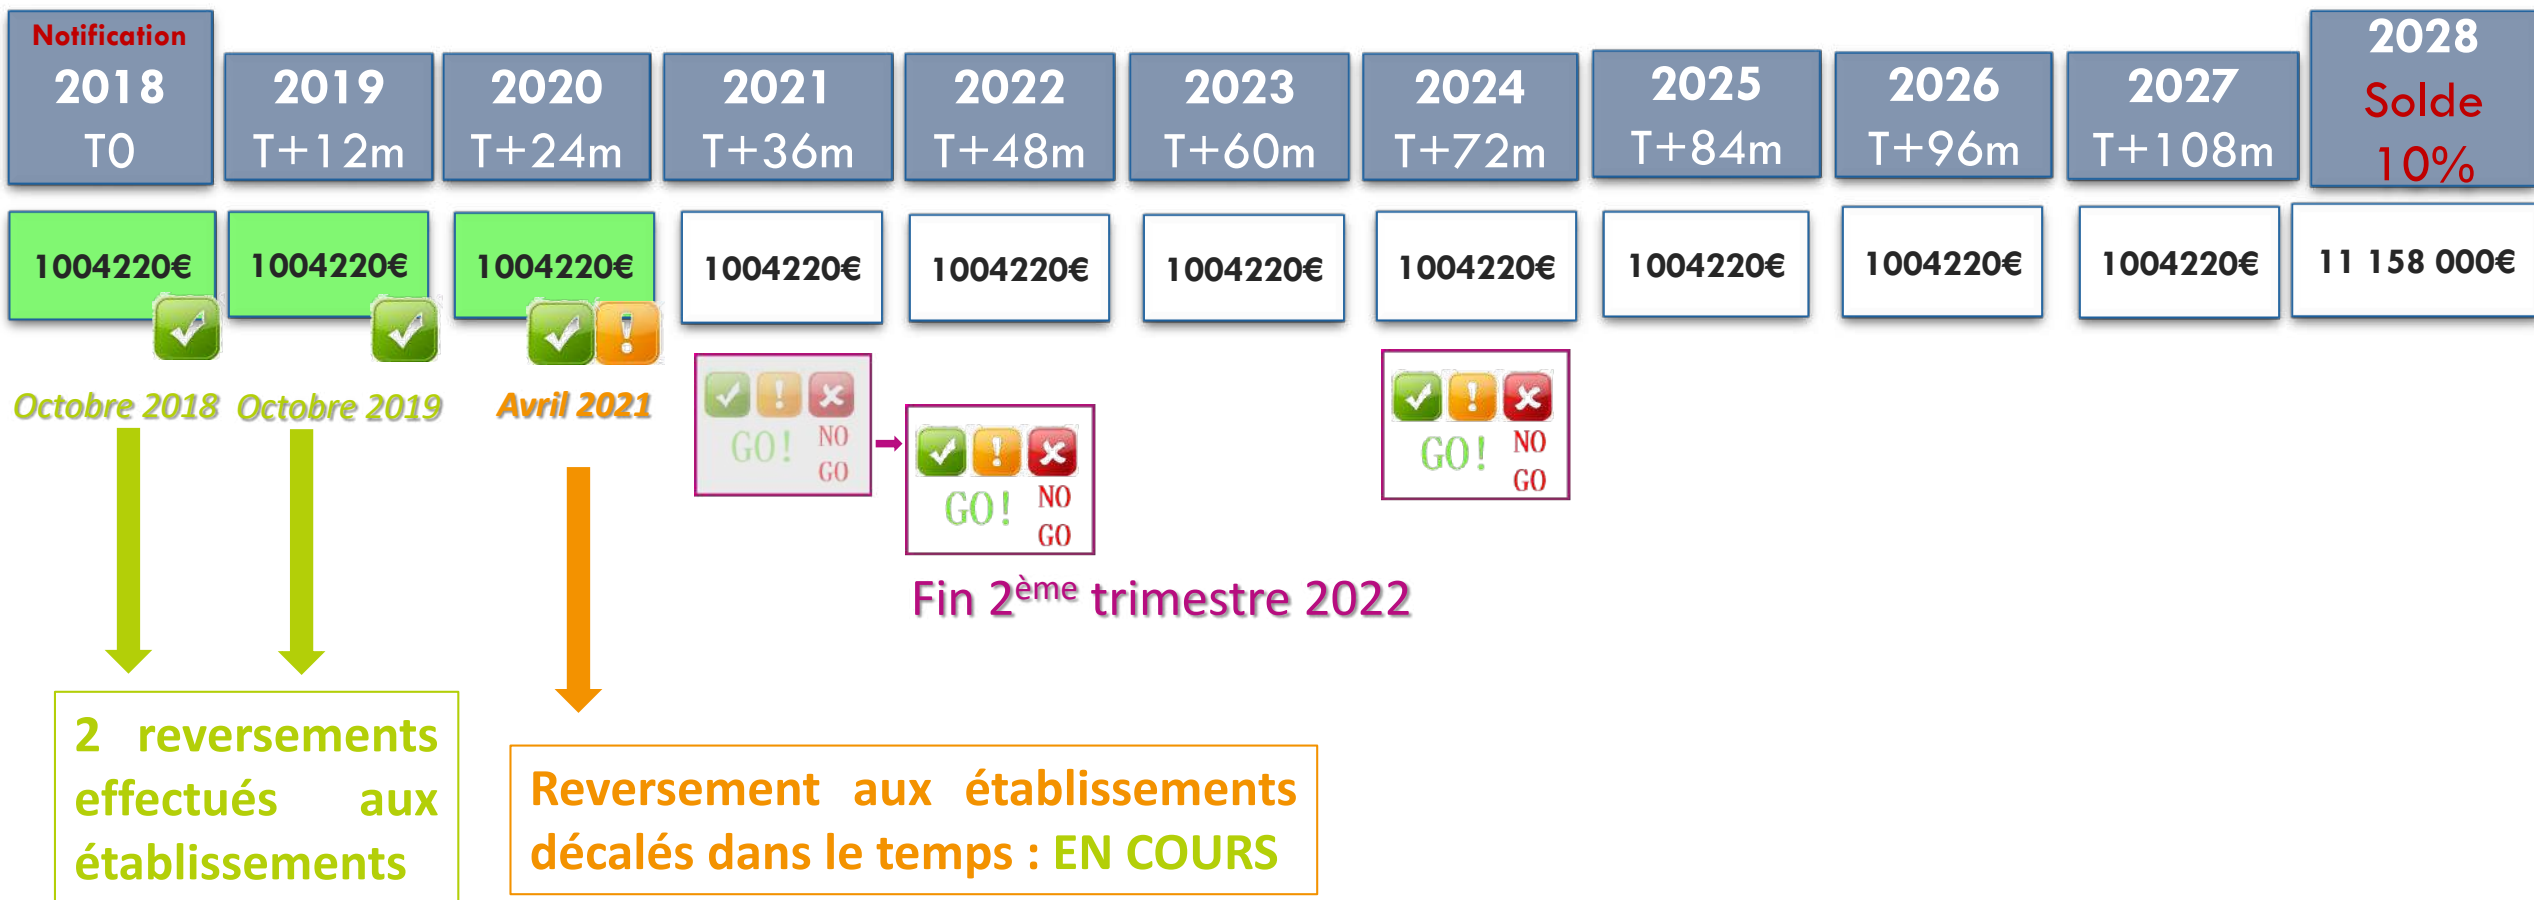 Notification
2018
T0
2019
T+12m
2020
T+24m
2021
T+36m
2022
T+48m
2023
T+60m
2024
T+72m
2025
T+84m
2026
T+96m
2027
T+108m
2028
Solde
10%
1004220€
1004220€
1004220€
1004220€
1004220€
1004220€
1004220€
1004220€
1004220€
1004220€
11 158 000€
Octobre 2018
Octobre 2019
Avril 2021
GO!
NO
GO
GO!
NO
GO
GO!
NO
GO
Fin 2ème trimestre 2022
2 reversements
effectués aux
établissements
Reversement aux établissements
décalés dans le temps : EN COURS